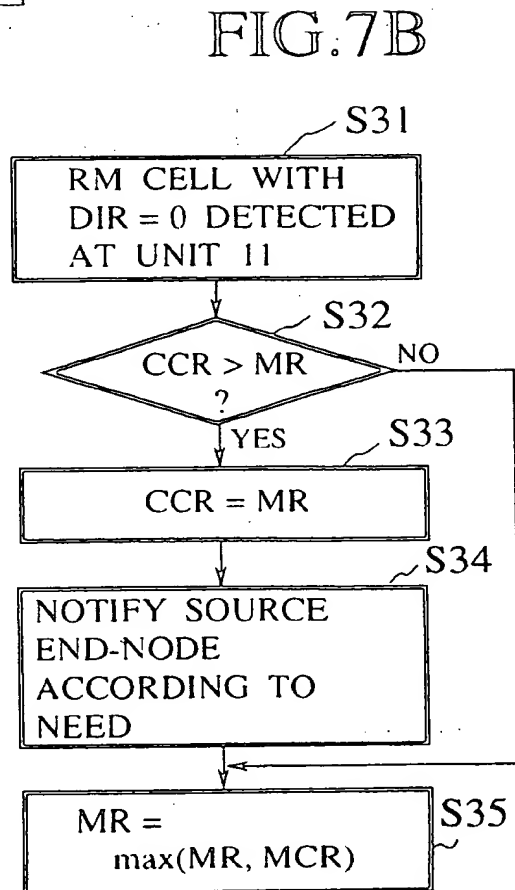 FIG.7B
S31
RM CELL WITH
DIR = 0 DETECTED
AT UNIT 11
S32
CCR > MR
?
NO
YES
S33
CCR = MR
S34
NOTIFY SOURCE
END-NODE
ACCORDING TO
NEED
MR =
max(MR, MCR)
S35